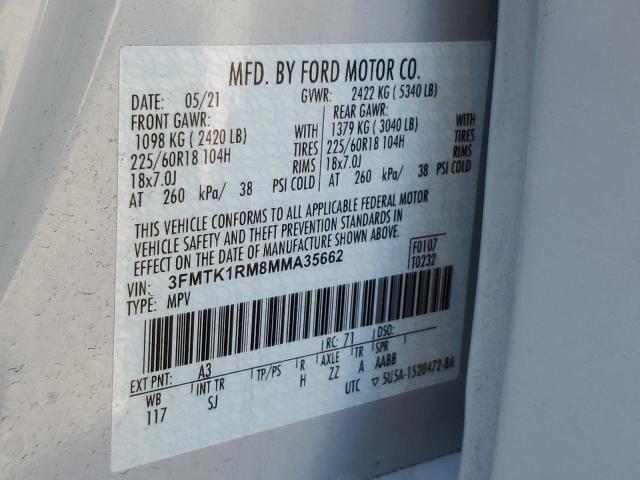 MFD. BY FORD MOTOR CO.
DATE: 05/21 GVWR: 2422 KG ( 5340 LB)
FRONT GAWR: REAR GAWR:
1098 KG ( 2420 LB) WITH 1379 KG ( 3040 LB) WITH
225/60R18 104H TIRES 225/60R18 104H TIRES
18x7.0J RIMS 18x7.0J RIMS
AT 260 kPa/ 38 PSI COLD AT 260 kPa/ 38 PSI COLD
THIS VEHICLE CONFORMS TO ALL APPLICABLE FEDERAL MOTOR
VEHICLE SAFETY AND THEFT PREVENTION STANDARDS IN
EFFECT ON THE DATE OF MANUFACTURE SHOWN ABOVE.
VIN: 3FMTK1RM8MMA35662 F0107
TYPE: MPV T0232
EXT PNT: A3 RC: 71 DSO:
WB INT TR TP/PS R AXLE TR SPR
117 SJ H ZZ A AABB
UTC ▽ 5U5A-1520472-BA